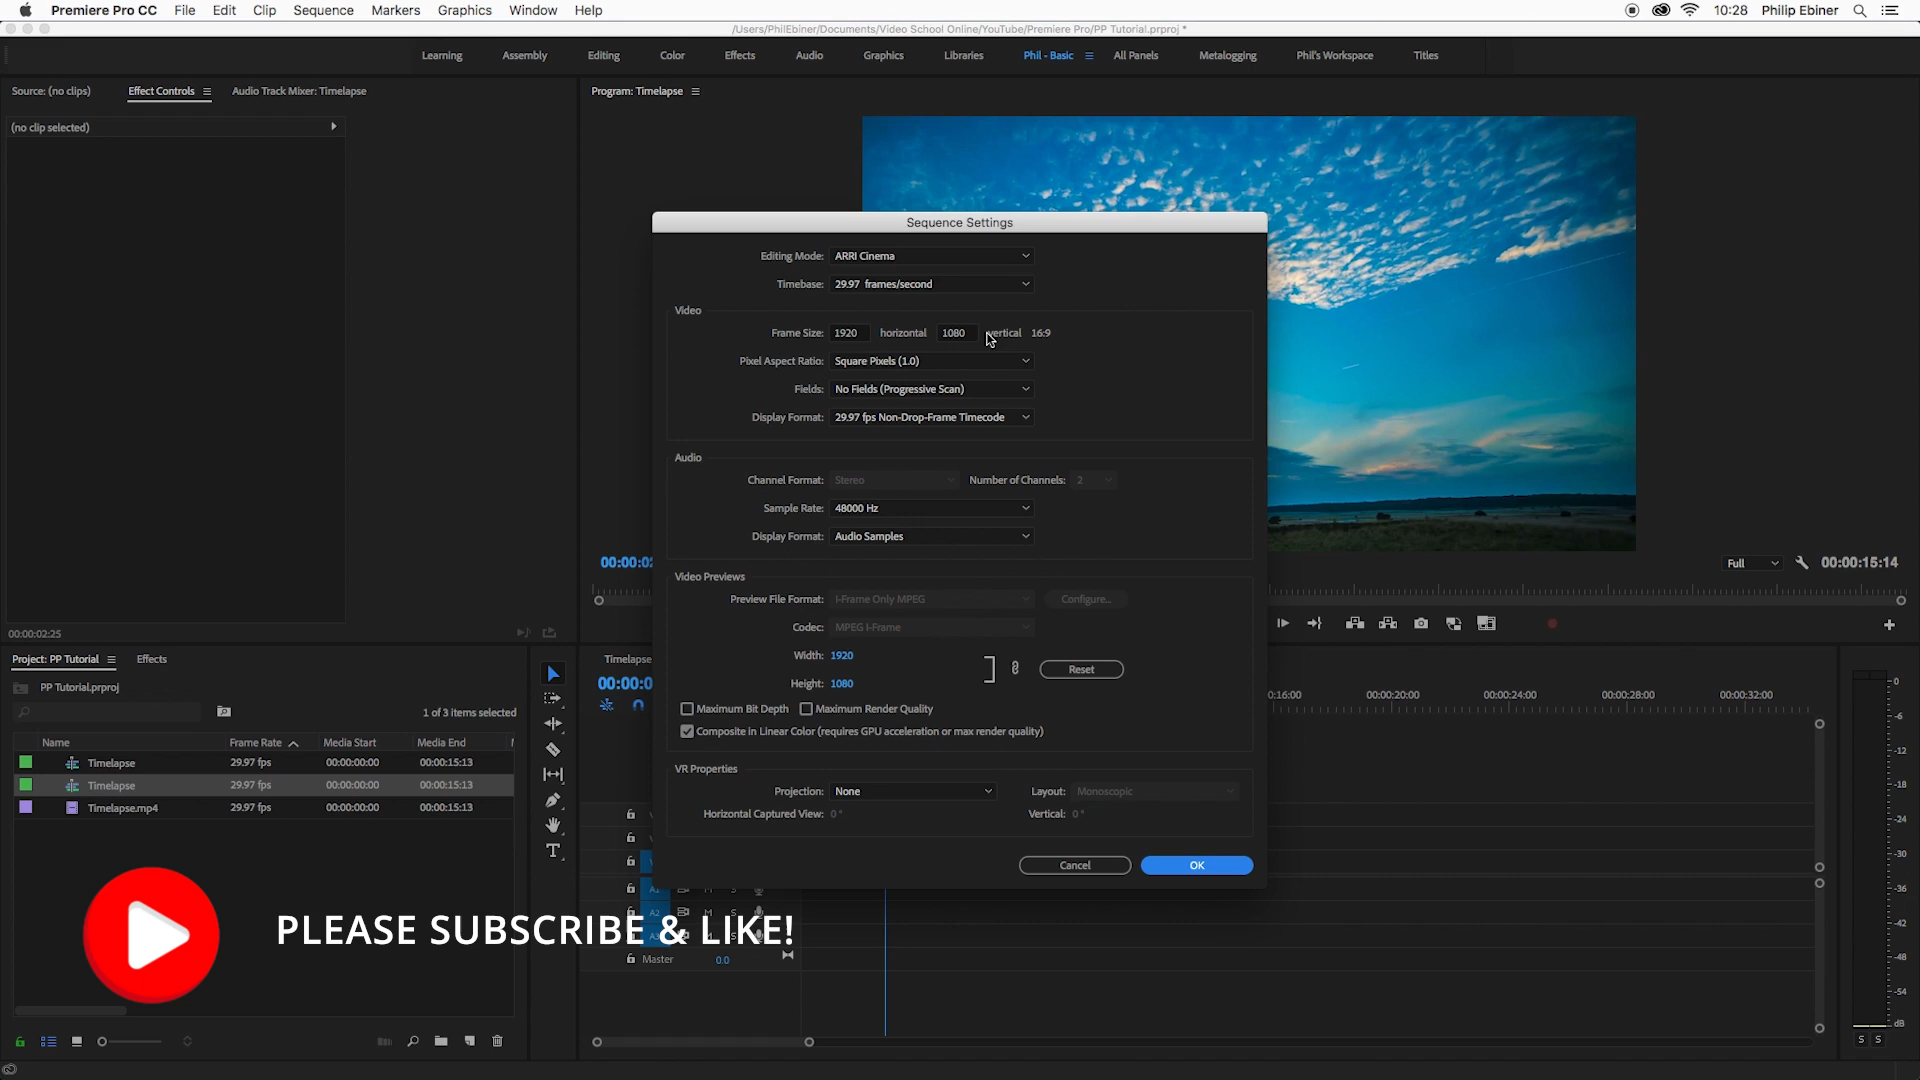 Premiere Pro CC File Edit Clip Sequence Markers Graphics Window Help 10:28 Philip Ebiner
/Users/PhilEbiner/Documents/Video School Online/YouTube/Premiere Pro/PP Tutorial.prproj *
Learning Assembly Editing Color Effects Audio Graphics Libraries Phil - Basic All Panels Metalogging Phil's Workspace Titles
Source: (no clips) Effect Controls Audio Track Mixer: Timelapse
Program: Timelapse
(no clip selected)
Sequence Settings
Editing Mode: ARRI Cinema
Timebase: 29.97 frames/second
Video
Frame Size: 1920 horizontal 1080 vertical 16:9
Pixel Aspect Ratio: Square Pixels (1.0)
Fields: No Fields (Progressive Scan)
Display Format: 29.97 fps Non-Drop-Frame Timecode
Audio
Channel Format: Stereo Number of Channels: 2
Sample Rate: 48000 Hz
Display Format: Audio Samples
Video Previews
Preview File Format: I-Frame Only MPEG Configure...
Codec: MPEG I-Frame
Width: 1920
Height: 1080
Reset
Maximum Bit Depth Maximum Render Quality
Composite in Linear Color (requires GPU acceleration or max render quality)
VR Properties
Projection: None Layout: Monoscopic
Horizontal Captured View: 0° Vertical: 0°
Cancel OK
Full 00:00:15:14
00:00:02:25
Project: PP Tutorial Effects
PP Tutorial.prproj
1 of 3 items selected
Name Frame Rate Media Start Media End
Timelapse 29.97 fps 00:00:00:00 00:00:15:13
Timelapse 29.97 fps 00:00:00:00 00:00:15:13
Timelapse.mp4 29.97 fps 00:00:00:00 00:00:15:13
Timelapse
00:00:20:00 00:00:24:00 00:00:28:00 00:00:32:00
A2 M S
Master 0.0
0
-6
-12
-18
-24
-30
-36
-42
-48
-54
dB
S S
PLEASE SUBSCRIBE & LIKE!